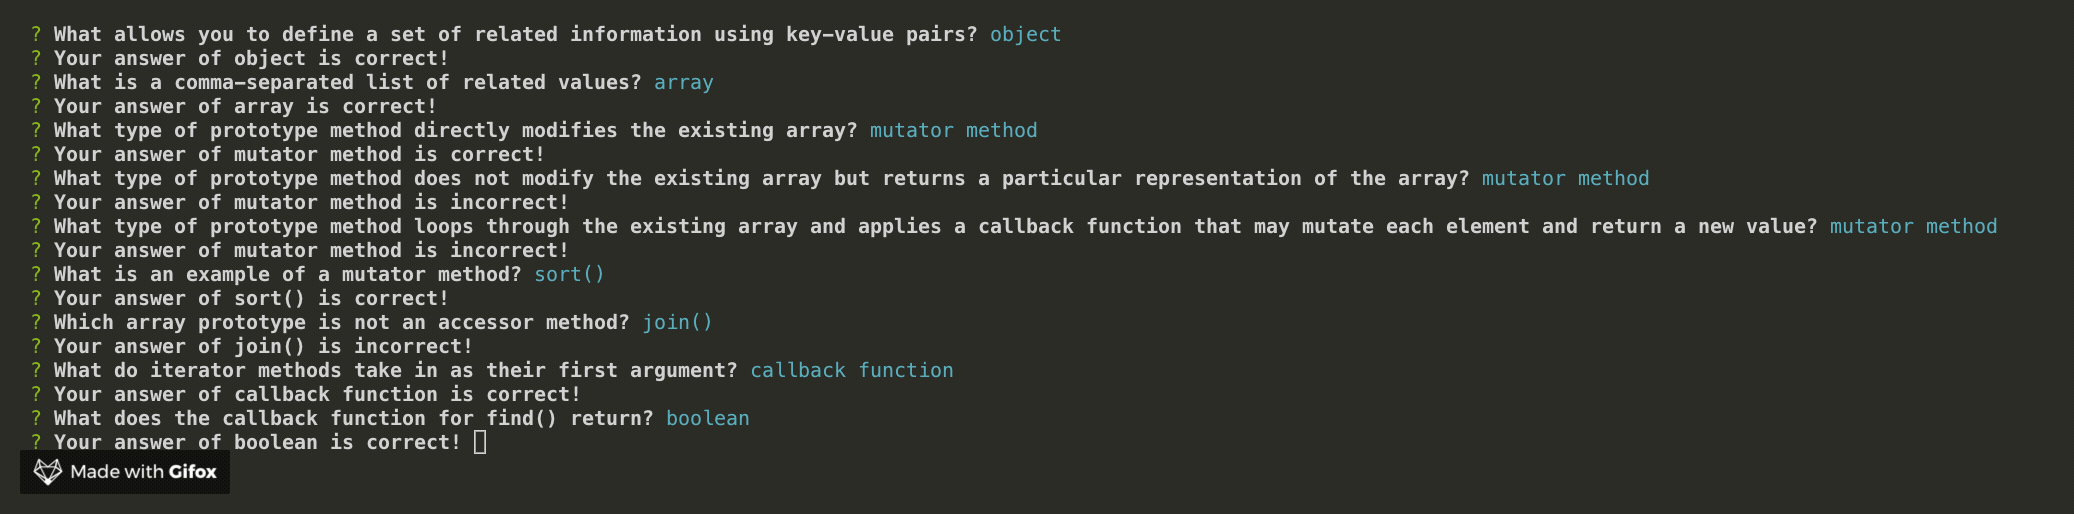 ? What allows you to define a set of related information using key-value pairs? object
? Your answer of object is correct!
? What is a comma-separated list of related values? array
? Your answer of array is correct!
? What type of prototype method directly modifies the existing array? mutator method
? Your answer of mutator method is correct!
? What type of prototype method does not modify the existing array but returns a particular representation of the array? mutator method
? Your answer of mutator method is incorrect!
? What type of prototype method loops through the existing array and applies a callback function that may mutate each element and return a new value? mutator method
? Your answer of mutator method is incorrect!
? What is an example of a mutator method? sort()
? Your answer of sort() is correct!
? Which array prototype is not an accessor method? join()
? Your answer of join() is incorrect!
? What do iterator methods take in as their first argument? callback function
? Your answer of callback function is correct!
? What does the callback function for find() return? boolean
? Your answer of boolean is correct!
Made with Gifox